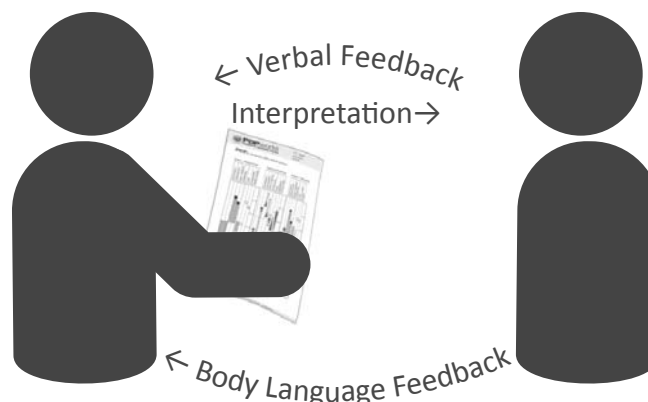 ← Verbal Feedback
Interpretation→
← Body Language Feedback